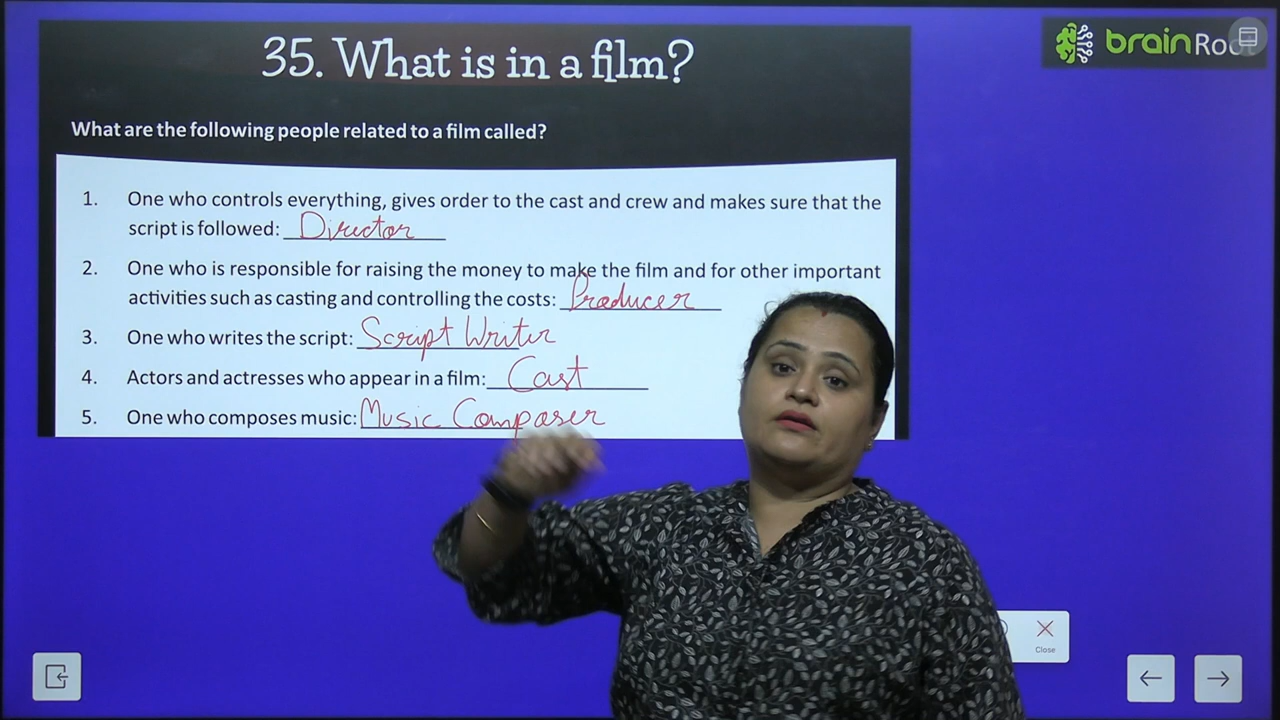 35. What is in a film?
brainRoot
What are the following people related to a film called?
1. One who controls everything, gives order to the cast and crew and makes sure that the
script is followed: Director
2. One who is responsible for raising the money to make the film and for other important
activities such as casting and controlling the costs: Producer
3. One who writes the script: Script Writer
4. Actors and actresses who appear in a film: Cast
5. One who composes music: Music Composer
Close